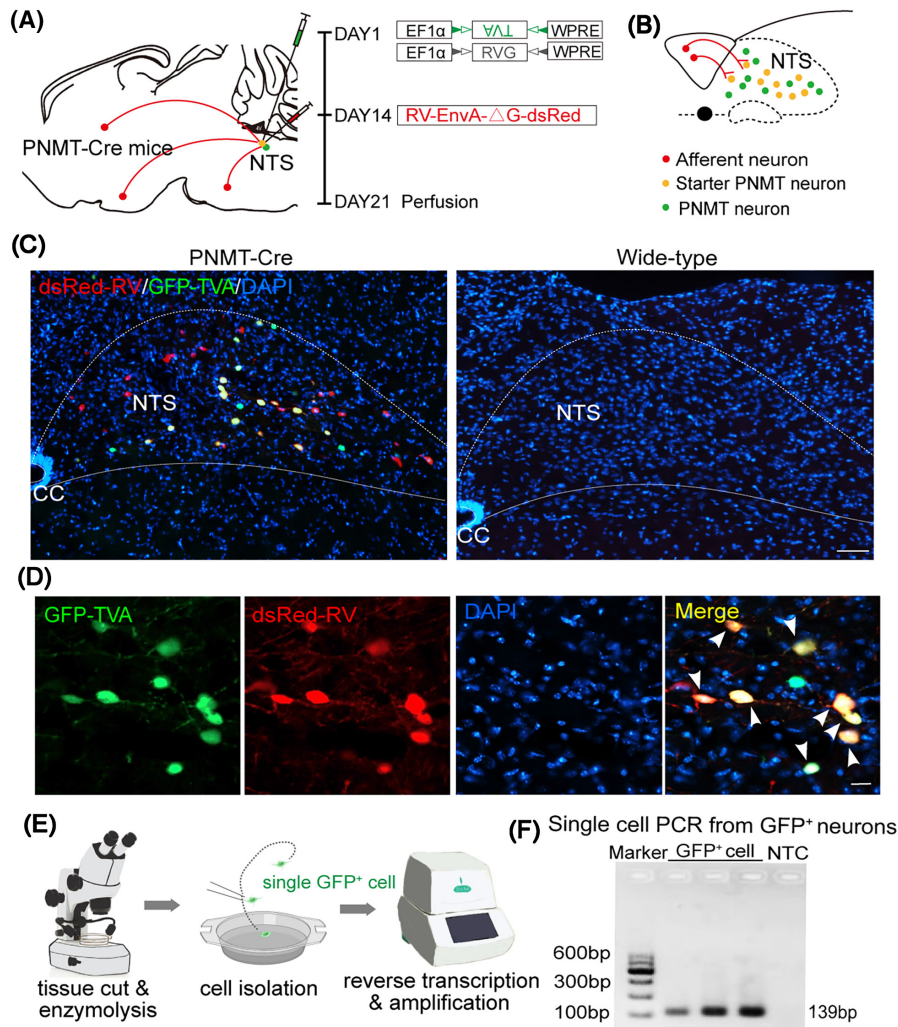 (A)
DAY1
EF1α TVA WPRE
EF1α RVG WPRE
DAY14 RV-EnvA-△G-dsRed
PNMT-Cre mice
NTS
DAY21 Perfusion
(B)
NTS
Afferent neuron
Starter PNMT neuron
PNMT neuron
(C)
PNMT-Cre
Wide-type
dsRed-RV/GFP-TVA/DAPI
NTS
NTS
CC
CC
(D)
GFP-TVA
dsRed-RV
DAPI
Merge
(E)
single GFP+ cell
tissue cut &
enzymolysis
cell isolation
reverse transcription
& amplification
(F)
Single cell PCR from GFP+ neurons
Marker GFP+ cell NTC
600bp
300bp
100bp
139bp